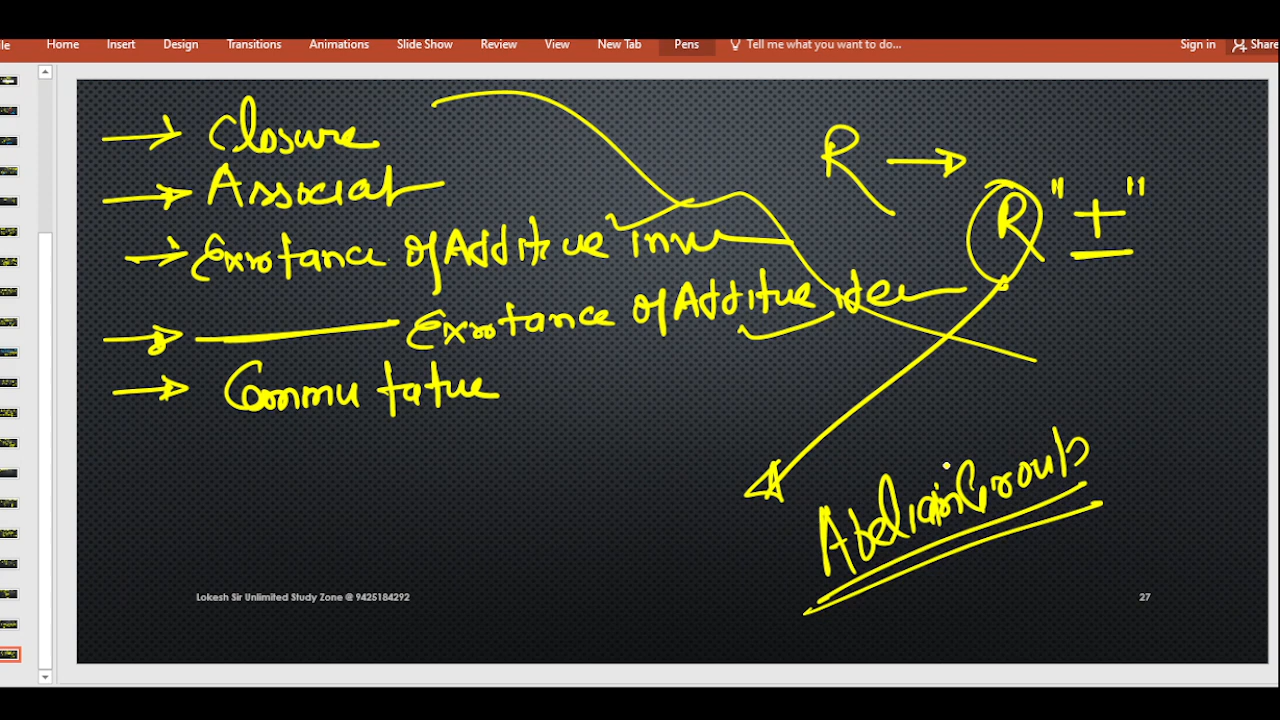 ile Home Insert Design Transitions Animations Slide Show Review View New Tab Pens Tell me what you want to do... Sign in Share
Closure
Associat
Existance of Additive inve
Existance of Additive iden
Commutative
R → R "+"
Abelian Group
Lokesh Sir Unlimited Study Zone @ 9425184292 27